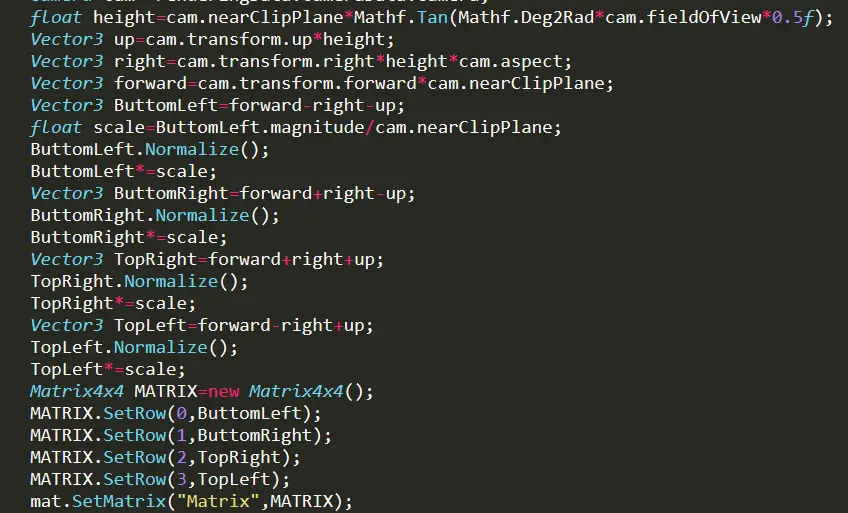 float height=cam.nearClipPlane*Mathf.Tan(Mathf.Deg2Rad*cam.fieldOfView*0.5f);
Vector3 up=cam.transform.up*height;
Vector3 right=cam.transform.right*height*cam.aspect;
Vector3 forward=cam.transform.forward*cam.nearClipPlane;
Vector3 ButtomLeft=forward-right-up;
float scale=ButtomLeft.magnitude/cam.nearClipPlane;
ButtomLeft.Normalize();
ButtomLeft*=scale;
Vector3 ButtomRight=forward+right-up;
ButtomRight.Normalize();
ButtomRight*=scale;
Vector3 TopRight=forward+right+up;
TopRight.Normalize();
TopRight*=scale;
Vector3 TopLeft=forward-right+up;
TopLeft.Normalize();
TopLeft*=scale;
Matrix4x4 MATRIX=new Matrix4x4();
MATRIX.SetRow(0,ButtomLeft);
MATRIX.SetRow(1,ButtomRight);
MATRIX.SetRow(2,TopRight);
MATRIX.SetRow(3,TopLeft);
mat.SetMatrix("Matrix",MATRIX);